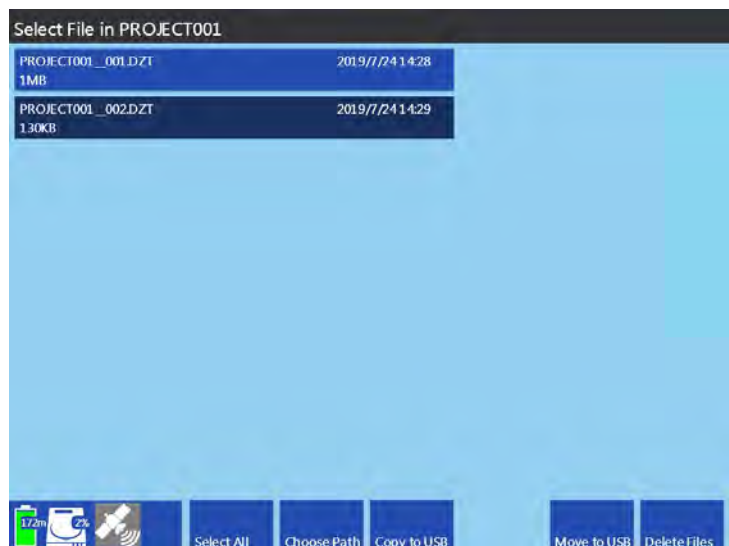 Select File in PROJECT001
PROJECT001__001.DZT 2019/7/24 14:28
1MB
PROJECT001__002.DZT 2019/7/24 14:29
130KB
172m 2% Select All Choose Path Copy to USB Move to USB Delete Files